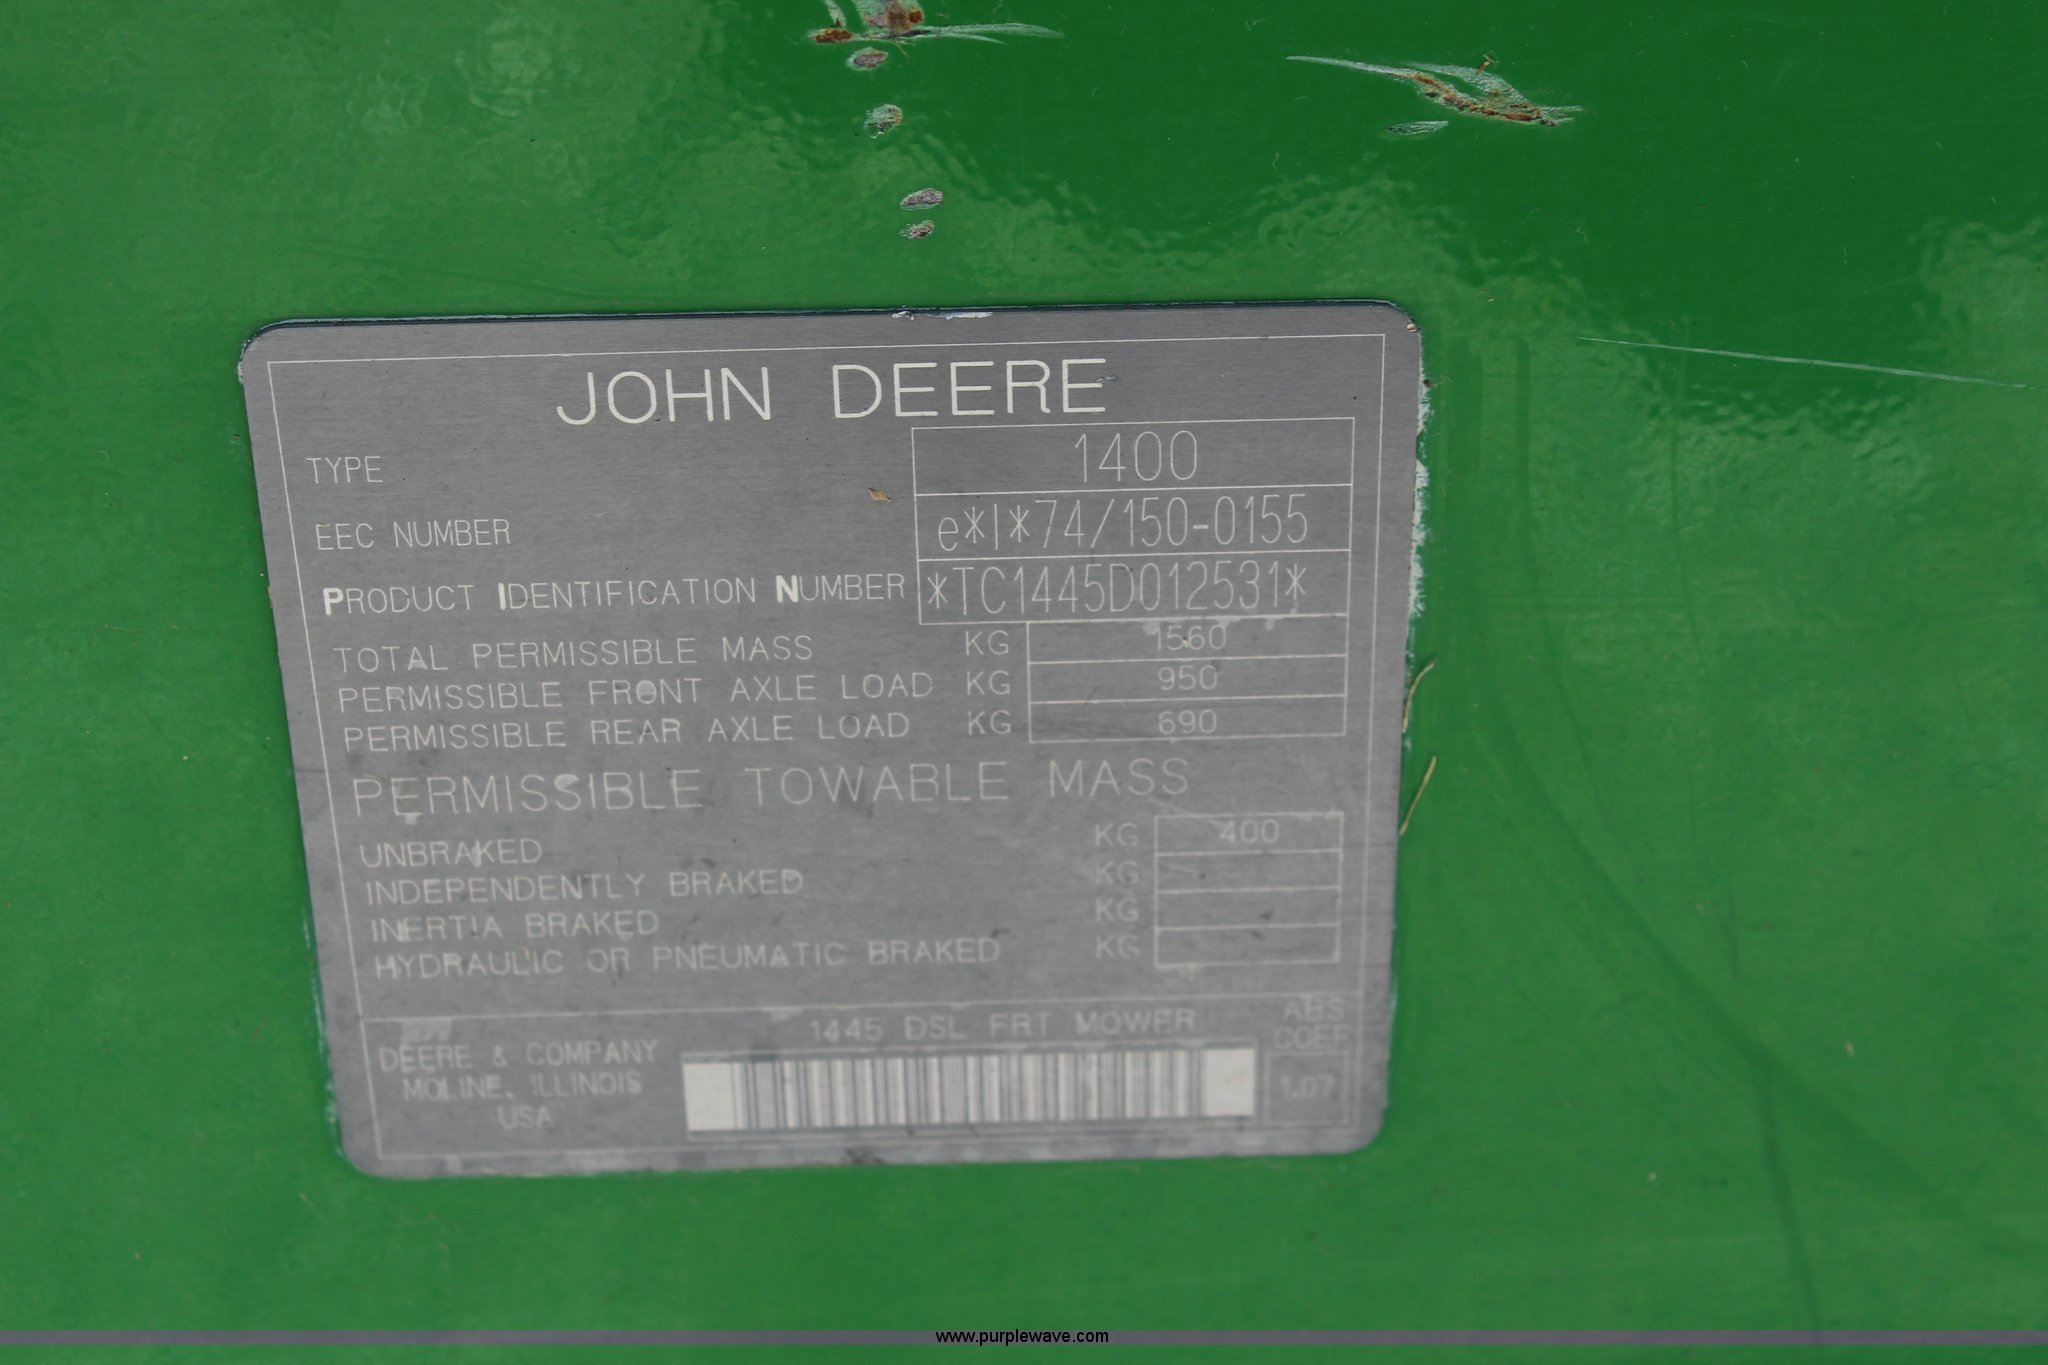 JOHN DEERE
TYPE 1400
EEC NUMBER e*I*74/150-0155
PRODUCT IDENTIFICATION NUMBER *TC1445D012531*
TOTAL PERMISSIBLE MASS KG 1560
PERMISSIBLE FRONT AXLE LOAD KG 950
PERMISSIBLE REAR AXLE LOAD KG 690
PERMISSIBLE TOWABLE MASS
UNBRAKED KG 400
INDEPENDENTLY BRAKED KG
INERTIA BRAKED KG
HYDRAULIC OR PNEUMATIC BRAKED KG
1445 DSL FRT MOWER
DEERE & COMPANY
MOLINE, ILLINOIS
USA
ABS
COEF
1.07
www.purplewave.com